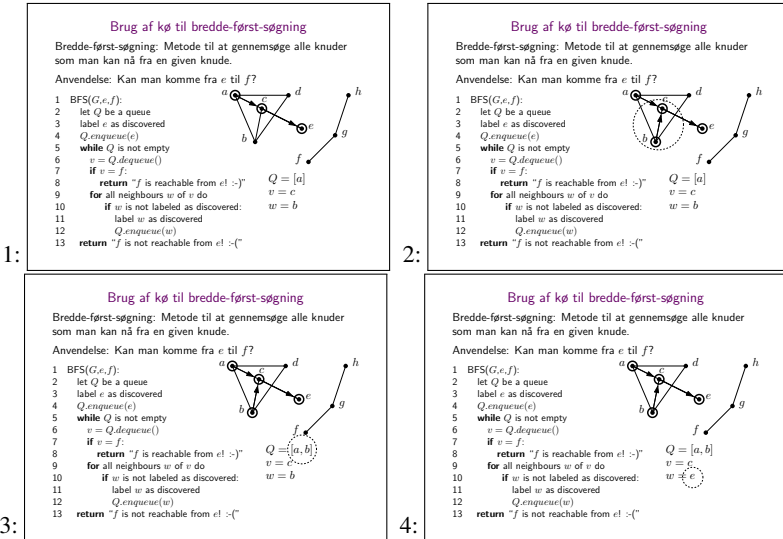 1:
Brug af kø til bredde-først-søgning
Bredde-først-søgning: Metode til at gennemsøge alle knuder
som man kan nå fra en given knude.
Anvendelse: Kan man komme fra e til f?
1 BFS(G,e,f):
2 let Q be a queue
3 label e as discovered
4 Q.enqueue(e)
5 while Q is not empty
6 v = Q.dequeue()
7 if v = f:
8 return "f is reachable from e! :-)"
9 for all neighbours w of v do
10 if w is not labeled as discovered:
11 label w as discovered
12 Q.enqueue(w)
13 return "f is not reachable from e! :-("
a
d
c
b
e
h
g
f
Q = [a]
v = c
w = b
2:
Brug af kø til bredde-først-søgning
Bredde-først-søgning: Metode til at gennemsøge alle knuder
som man kan nå fra en given knude.
Anvendelse: Kan man komme fra e til f?
1 BFS(G,e,f):
2 let Q be a queue
3 label e as discovered
4 Q.enqueue(e)
5 while Q is not empty
6 v = Q.dequeue()
7 if v = f:
8 return "f is reachable from e! :-)"
9 for all neighbours w of v do
10 if w is not labeled as discovered:
11 label w as discovered
12 Q.enqueue(w)
13 return "f is not reachable from e! :-("
a
d
c
b
e
h
g
f
Q = [a]
v = c
w = b
3:
Brug af kø til bredde-først-søgning
Bredde-først-søgning: Metode til at gennemsøge alle knuder
som man kan nå fra en given knude.
Anvendelse: Kan man komme fra e til f?
1 BFS(G,e,f):
2 let Q be a queue
3 label e as discovered
4 Q.enqueue(e)
5 while Q is not empty
6 v = Q.dequeue()
7 if v = f:
8 return "f is reachable from e! :-)"
9 for all neighbours w of v do
10 if w is not labeled as discovered:
11 label w as discovered
12 Q.enqueue(w)
13 return "f is not reachable from e! :-("
a
d
c
b
e
h
g
f
Q = [a, b]
v = c
w = b
4:
Brug af kø til bredde-først-søgning
Bredde-først-søgning: Metode til at gennemsøge alle knuder
som man kan nå fra en given knude.
Anvendelse: Kan man komme fra e til f?
1 BFS(G,e,f):
2 let Q be a queue
3 label e as discovered
4 Q.enqueue(e)
5 while Q is not empty
6 v = Q.dequeue()
7 if v = f:
8 return "f is reachable from e! :-)"
9 for all neighbours w of v do
10 if w is not labeled as discovered:
11 label w as discovered
12 Q.enqueue(w)
13 return "f is not reachable from e! :-("
a
d
c
b
e
h
g
f
Q = [a, b]
v = c
w = e